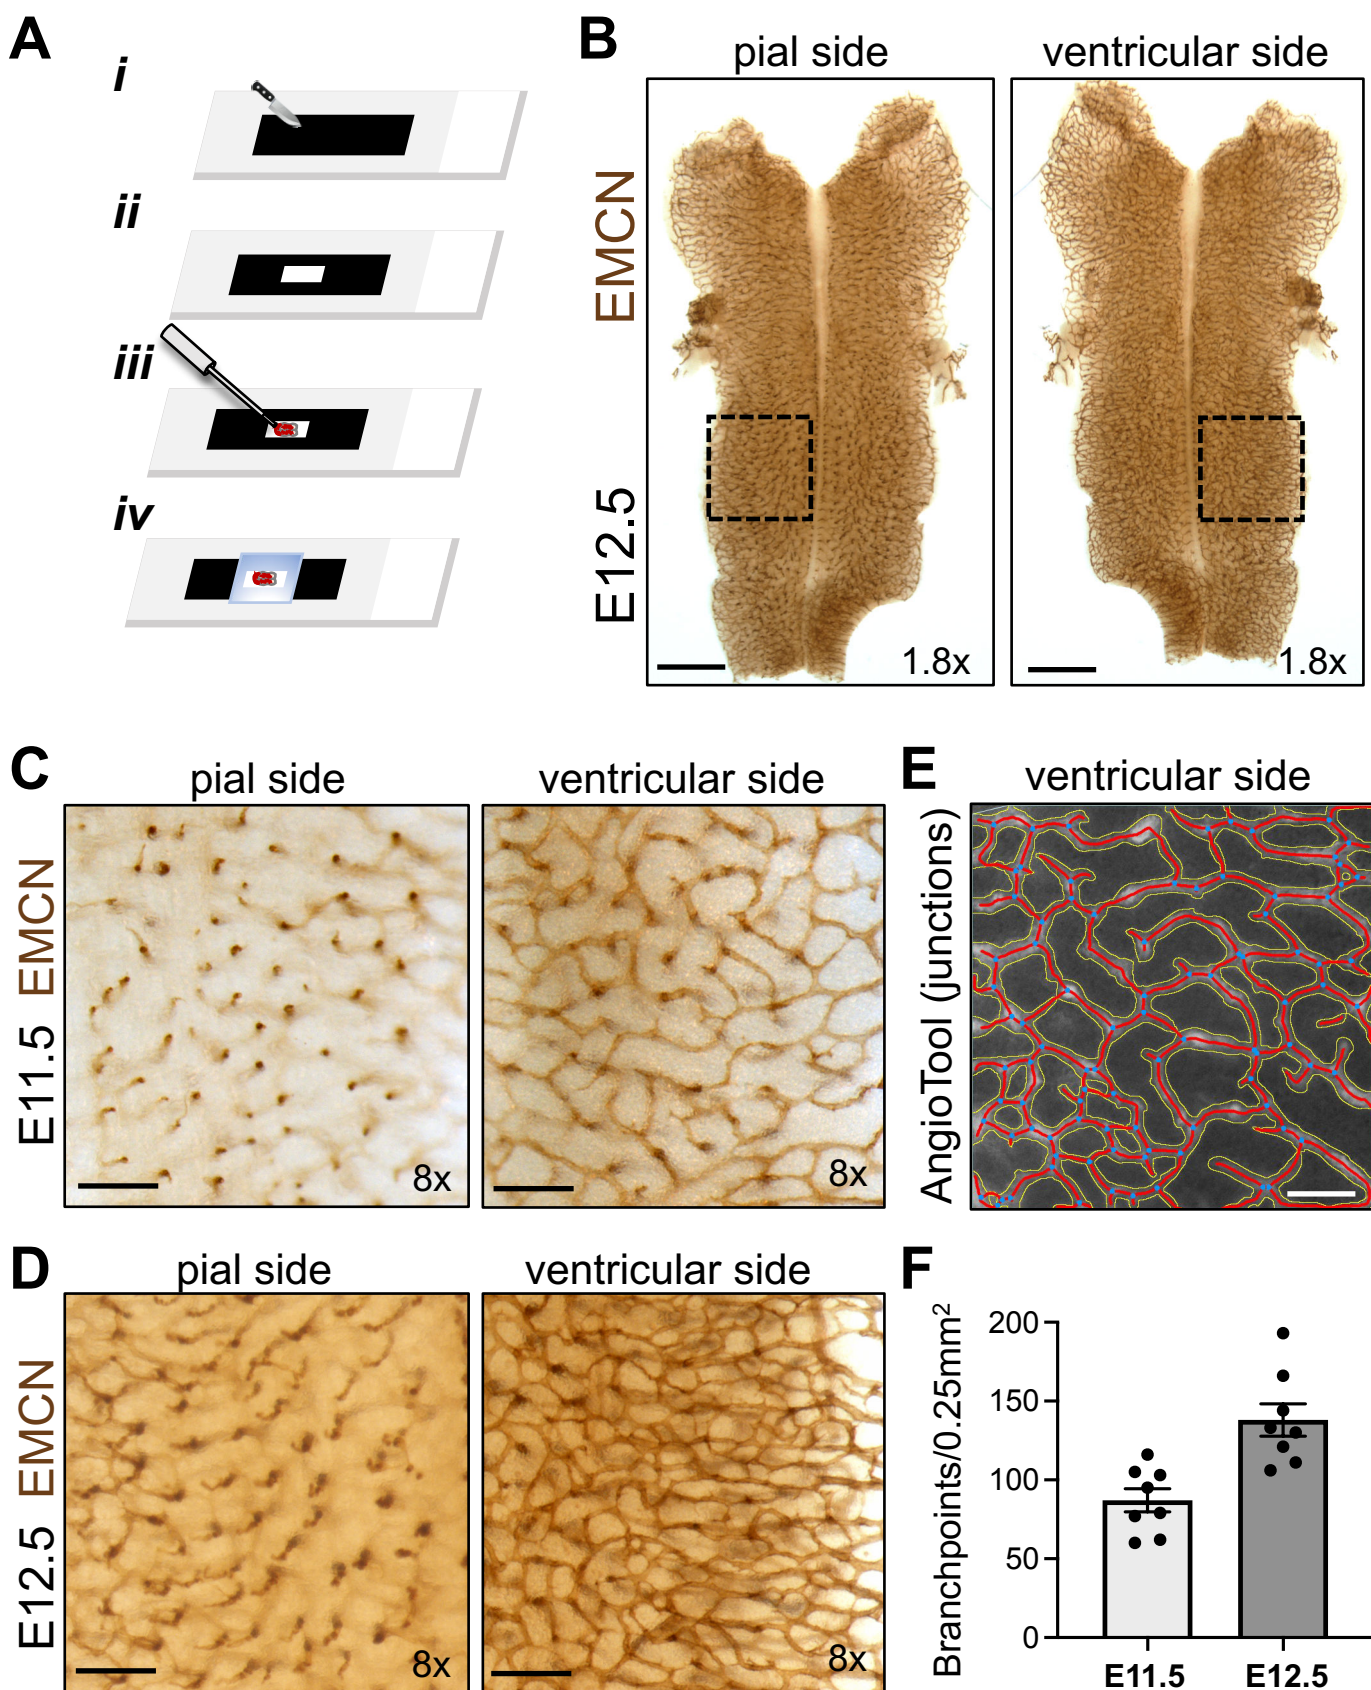 A
i
ii
iii
iv
B
pial side
ventricular side
EMCN
E12.5
1.8x
1.8x
C
pial side
ventricular side
E11.5 EMCN
8x
8x
D
pial side
ventricular side
E12.5 EMCN
8x
8x
E
ventricular side
AngioTool (junctions)
F
Branchpoints/0.25mm²
200
150
100
50
0
E11.5
E12.5